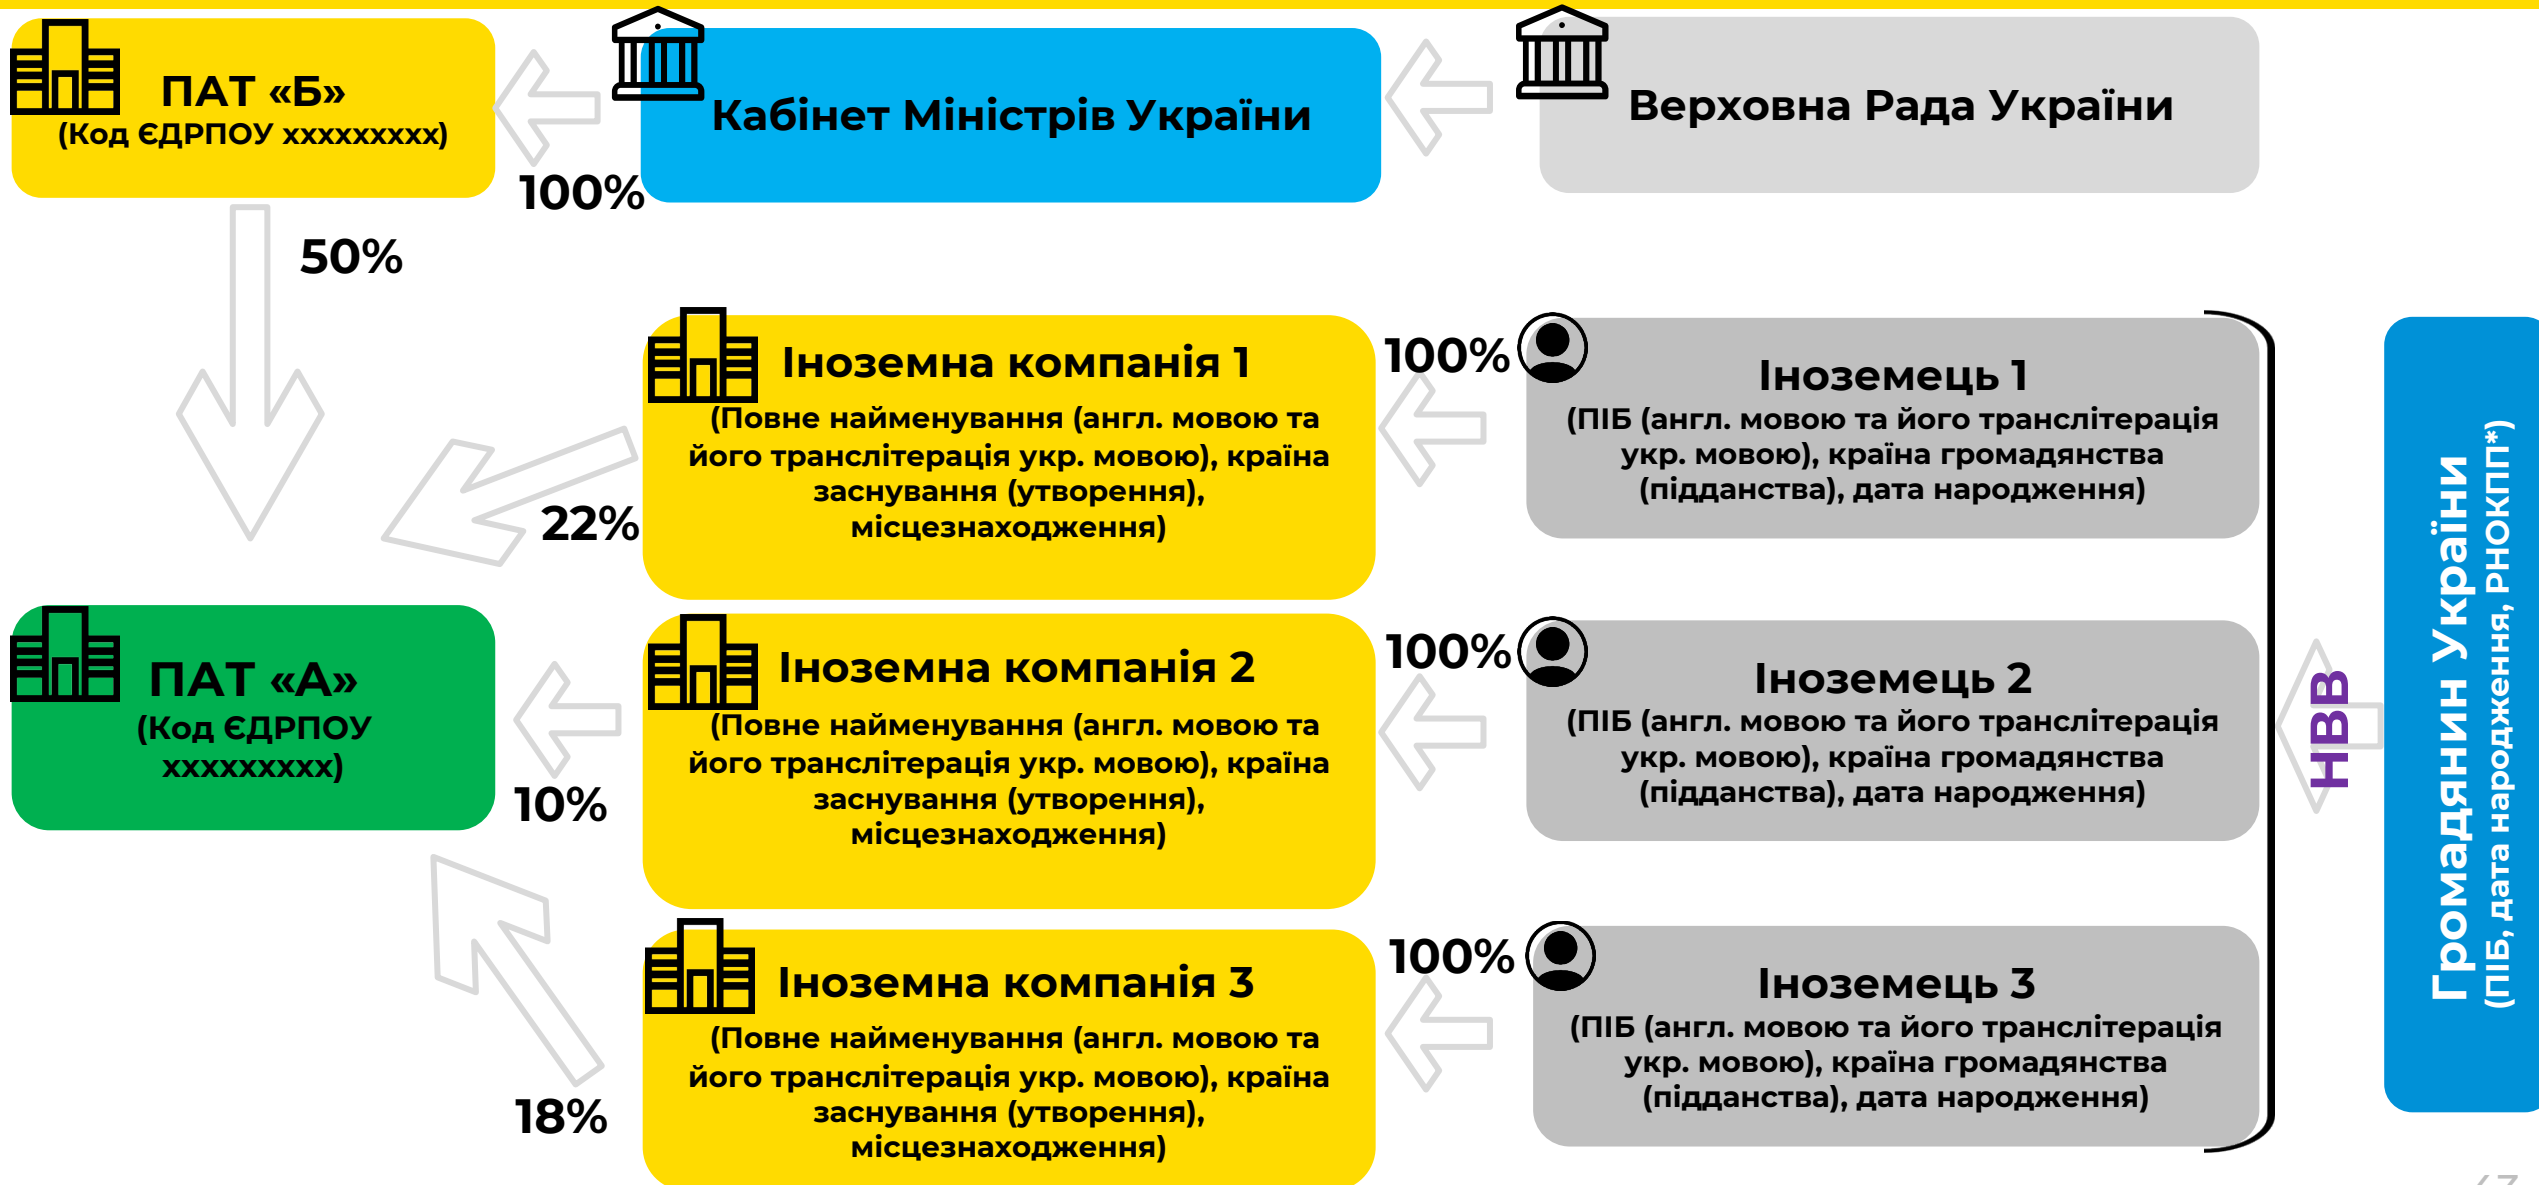 ПАТ «Б»
(Код ЄДРПОУ xxxxxxxxx)
100%
Кабінет Міністрів України
Верховна Рада України
50%
Іноземна компанія 1
(Повне найменування (англ. мовою та
його транслітерація укр. мовою), країна
заснування (утворення),
місцезнаходження)
22%
100%
Іноземець 1
(ПІБ (англ. мовою та його транслітерація
укр. мовою), країна громадянства
(підданства), дата народження)
ПАТ «А»
(Код ЄДРПОУ
xxxxxxxxx)
10%
Іноземна компанія 2
(Повне найменування (англ. мовою та
його транслітерація укр. мовою), країна
заснування (утворення),
місцезнаходження)
100%
Іноземець 2
(ПІБ (англ. мовою та його транслітерація
укр. мовою), країна громадянства
(підданства), дата народження)
18%
Іноземна компанія 3
(Повне найменування (англ. мовою та
його транслітерація укр. мовою), країна
заснування (утворення),
місцезнаходження)
100%
Іноземець 3
(ПІБ (англ. мовою та його транслітерація
укр. мовою), країна громадянства
(підданства), дата народження)
НВВ
Громадянин України
(ПІБ, дата народження, РНОКПП*)